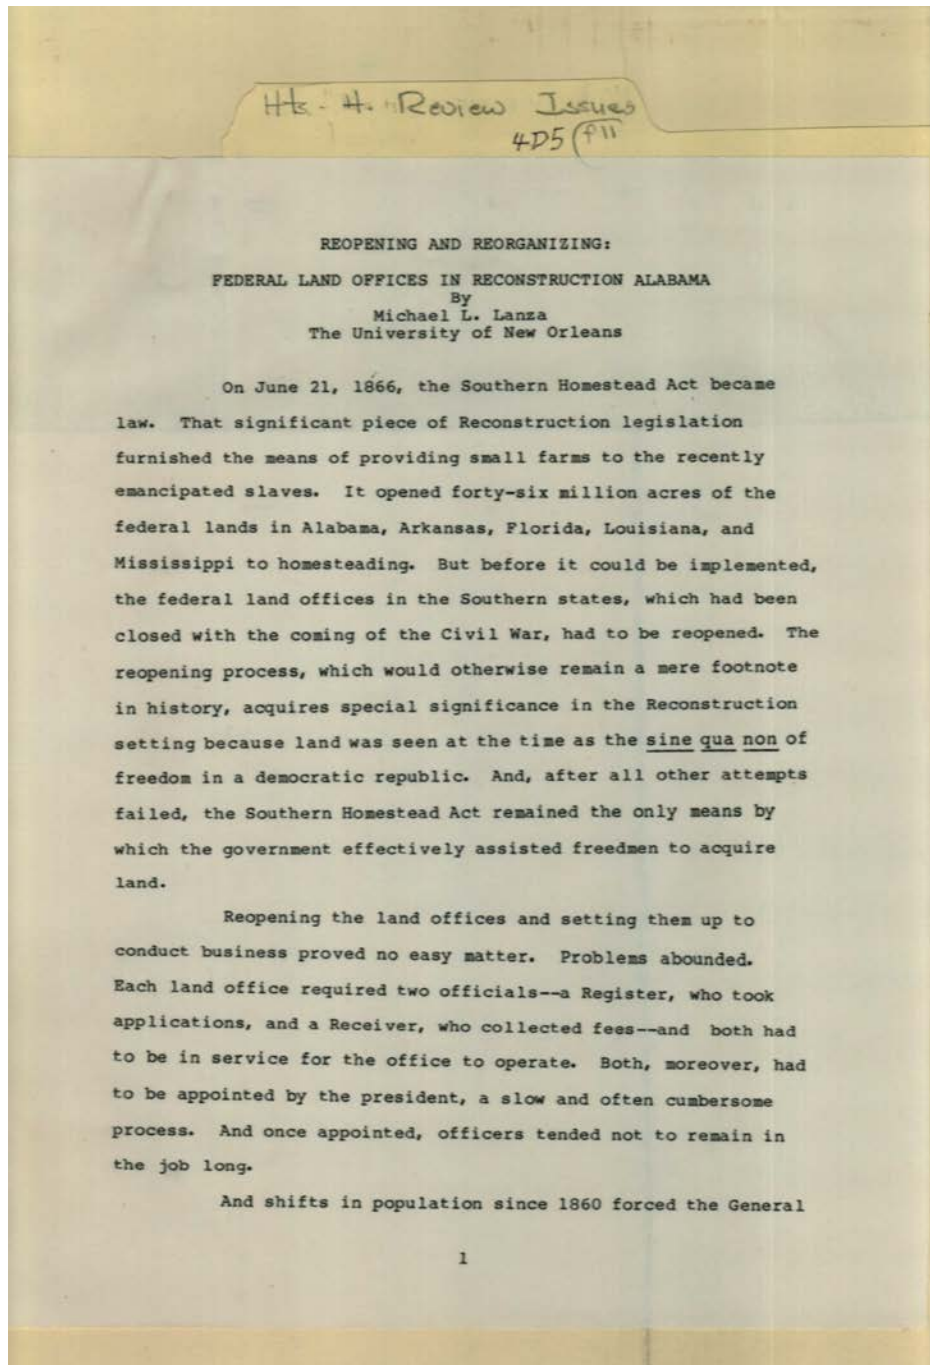 Hts - H. Review Issues
4D5 (f11
REOPENING AND REORGANIZING:
FEDERAL LAND OFFICES IN RECONSTRUCTION ALABAMA
By
Michael L. Lanza
The University of New Orleans
On June 21, 1866, the Southern Homestead Act became
law. That significant piece of Reconstruction legislation
furnished the means of providing small farms to the recently
emancipated slaves. It opened forty-six million acres of the
federal lands in Alabama, Arkansas, Florida, Louisiana, and
Mississippi to homesteading. But before it could be implemented,
the federal land offices in the Southern states, which had been
closed with the coming of the Civil War, had to be reopened. The
reopening process, which would otherwise remain a mere footnote
in history, acquires special significance in the Reconstruction
setting because land was seen at the time as the sine qua non of
freedom in a democratic republic. And, after all other attempts
failed, the Southern Homestead Act remained the only means by
which the government effectively assisted freedmen to acquire
land.
Reopening the land offices and setting them up to
conduct business proved no easy matter. Problems abounded.
Each land office required two officials--a Register, who took
applications, and a Receiver, who collected fees--and both had
to be in service for the office to operate. Both, moreover, had
to be appointed by the president, a slow and often cumbersome
process. And once appointed, officers tended not to remain in
the job long.
And shifts in population since 1860 forced the General
1